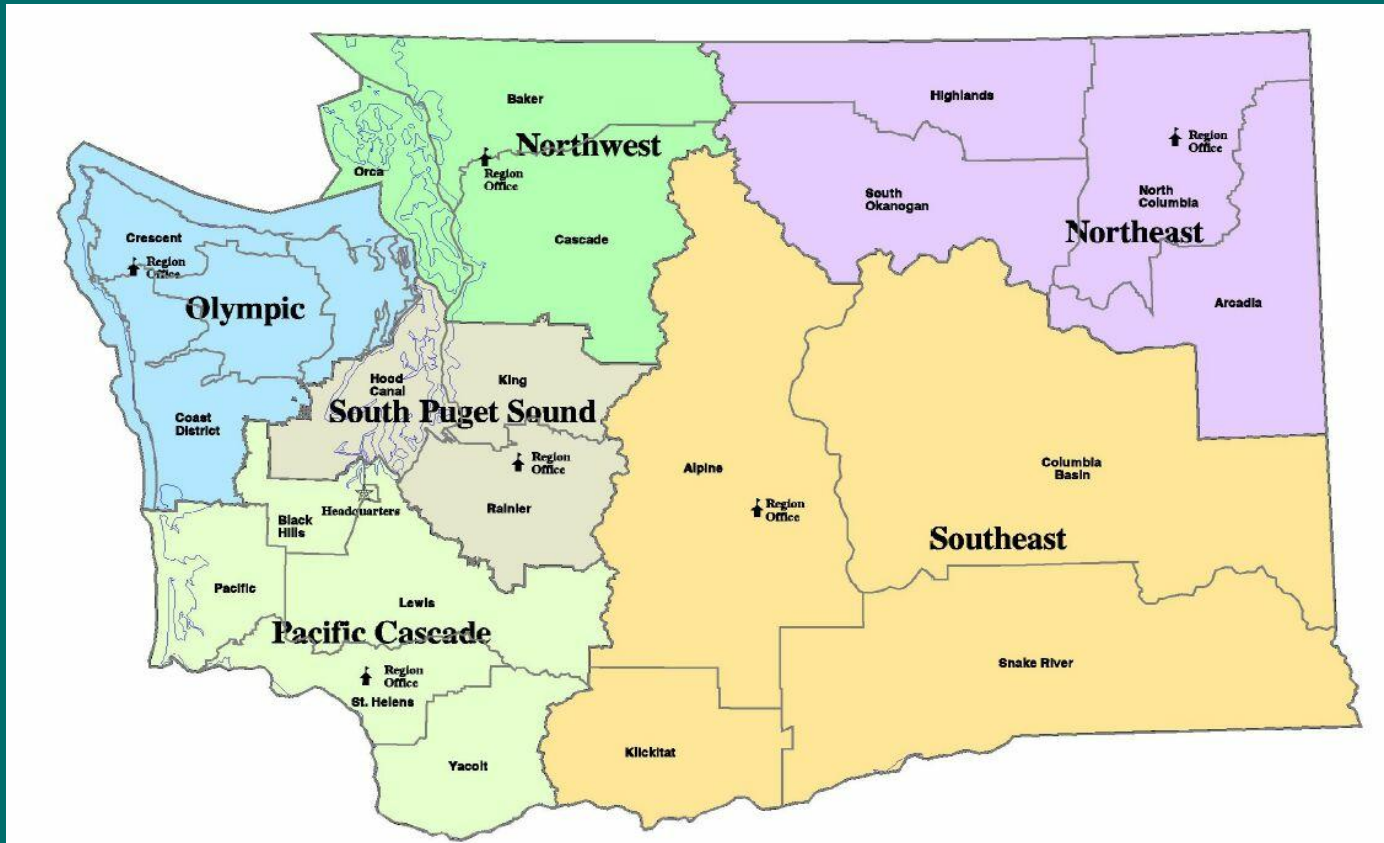 Baker
Northwest
Region
Office
Orca
Cascade
Highlands
Region
Office
South
Okanogan
North
Columbia
Northeast
Arcadia
Crescent
Region
Office
Olympic
Coast
District
Hood
Canal
King
South Puget Sound
Region
Office
Rainier
Headquarters
Black
Hills
Pacific
Lewis
Pacific Cascade
Region
Office
St. Helens
Yacolt
Alpine
Region
Office
Columbia
Basin
Southeast
Snake River
Klickitat